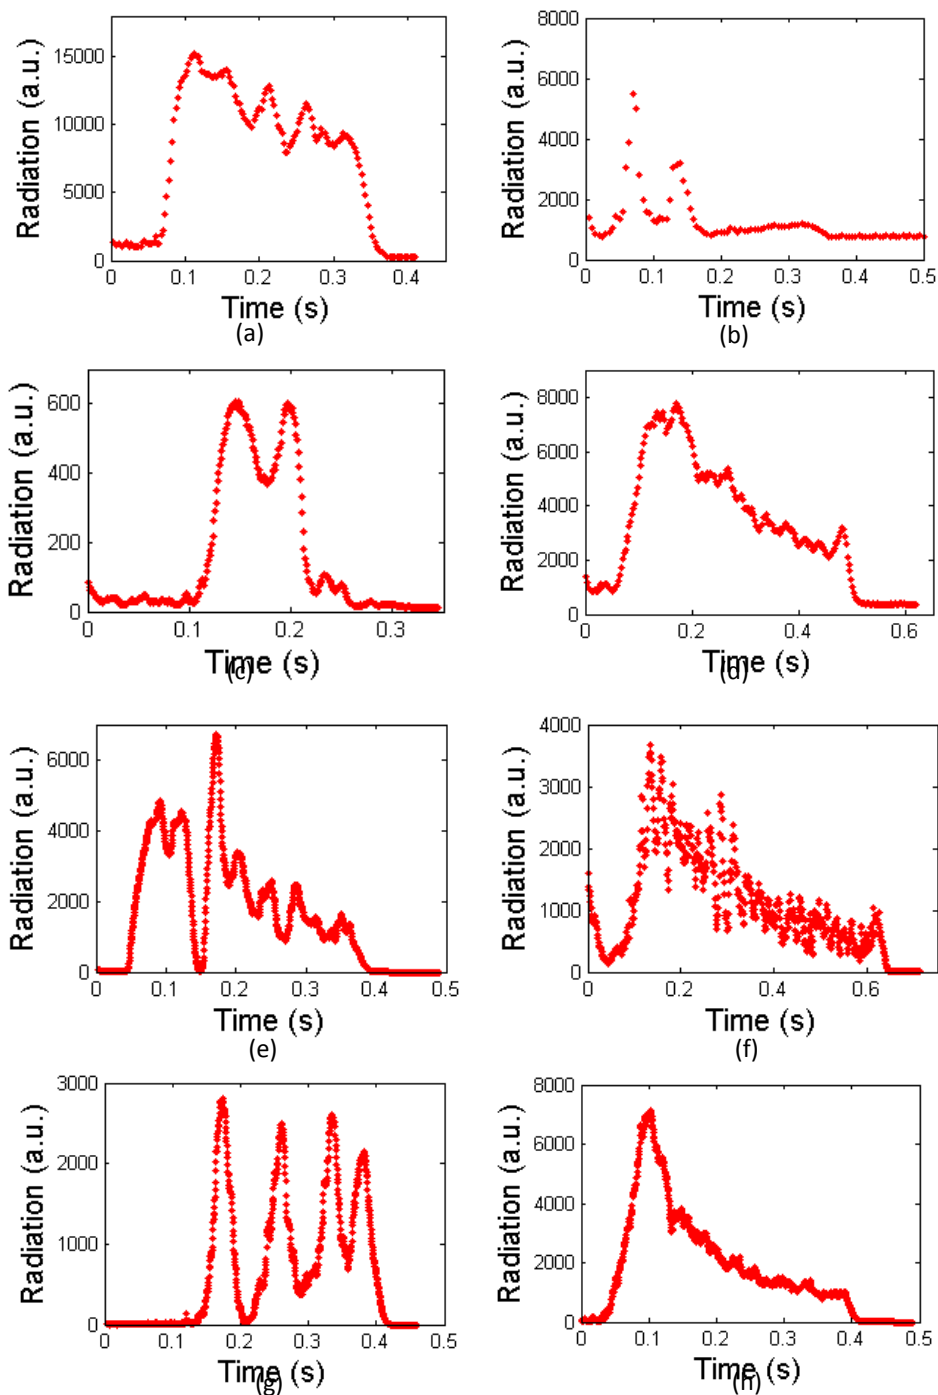 Radiation (a.u.)
15000
10000
5000
0
0 0.1 0.2 0.3 0.4
Time (s)
(a)
Radiation (a.u.)
8000
6000
4000
2000
0
0 0.1 0.2 0.3 0.4 0.5
Time (s)
(b)
Radiation (a.u.)
600
400
200
0
0 0.1 0.2 0.3
Time (s)
(c)
Radiation (a.u.)
8000
6000
4000
2000
0
0 0.2 0.4 0.6
Time (s)
(d)
Radiation (a.u.)
6000
4000
2000
0
0 0.1 0.2 0.3 0.4 0.5
Time (s)
(e)
Radiation (a.u.)
4000
3000
2000
1000
0
0 0.2 0.4 0.6
Time (s)
(f)
Radiation (a.u.)
3000
2000
1000
0
0 0.1 0.2 0.3 0.4 0.5
Time (s)
(g)
Radiation (a.u.)
8000
6000
4000
2000
0
0 0.1 0.2 0.3 0.4 0.5
Time (s)
(h)